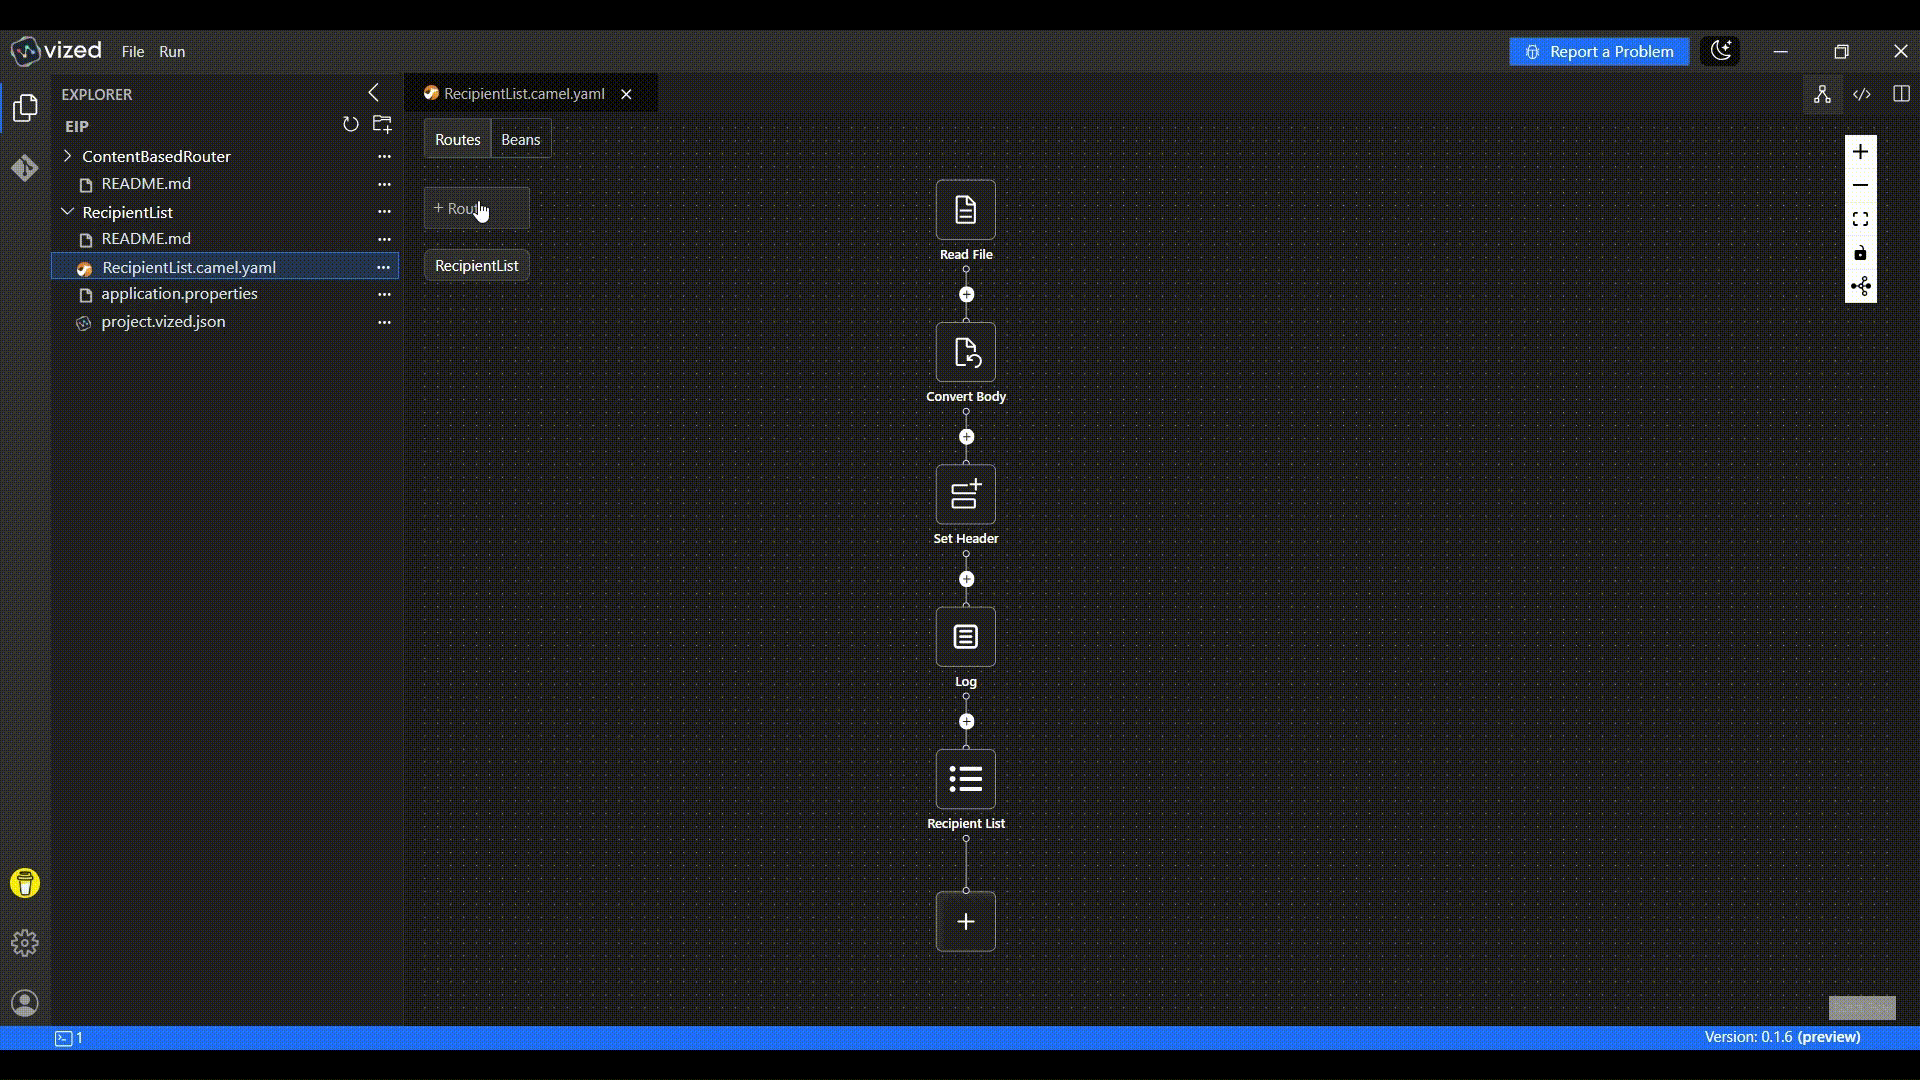 vized File Run
Report a Problem
EXPLORER
RecipientList.camel.yaml
EIP
Routes Beans
ContentBasedRouter
README.md
RecipientList
README.md
RecipientList.camel.yaml
application.properties
project.vized.json
+ Rout
RecipientList
Read File
Convert Body
Set Header
Log
Recipient List
1
Version: 0.1.6 (preview)